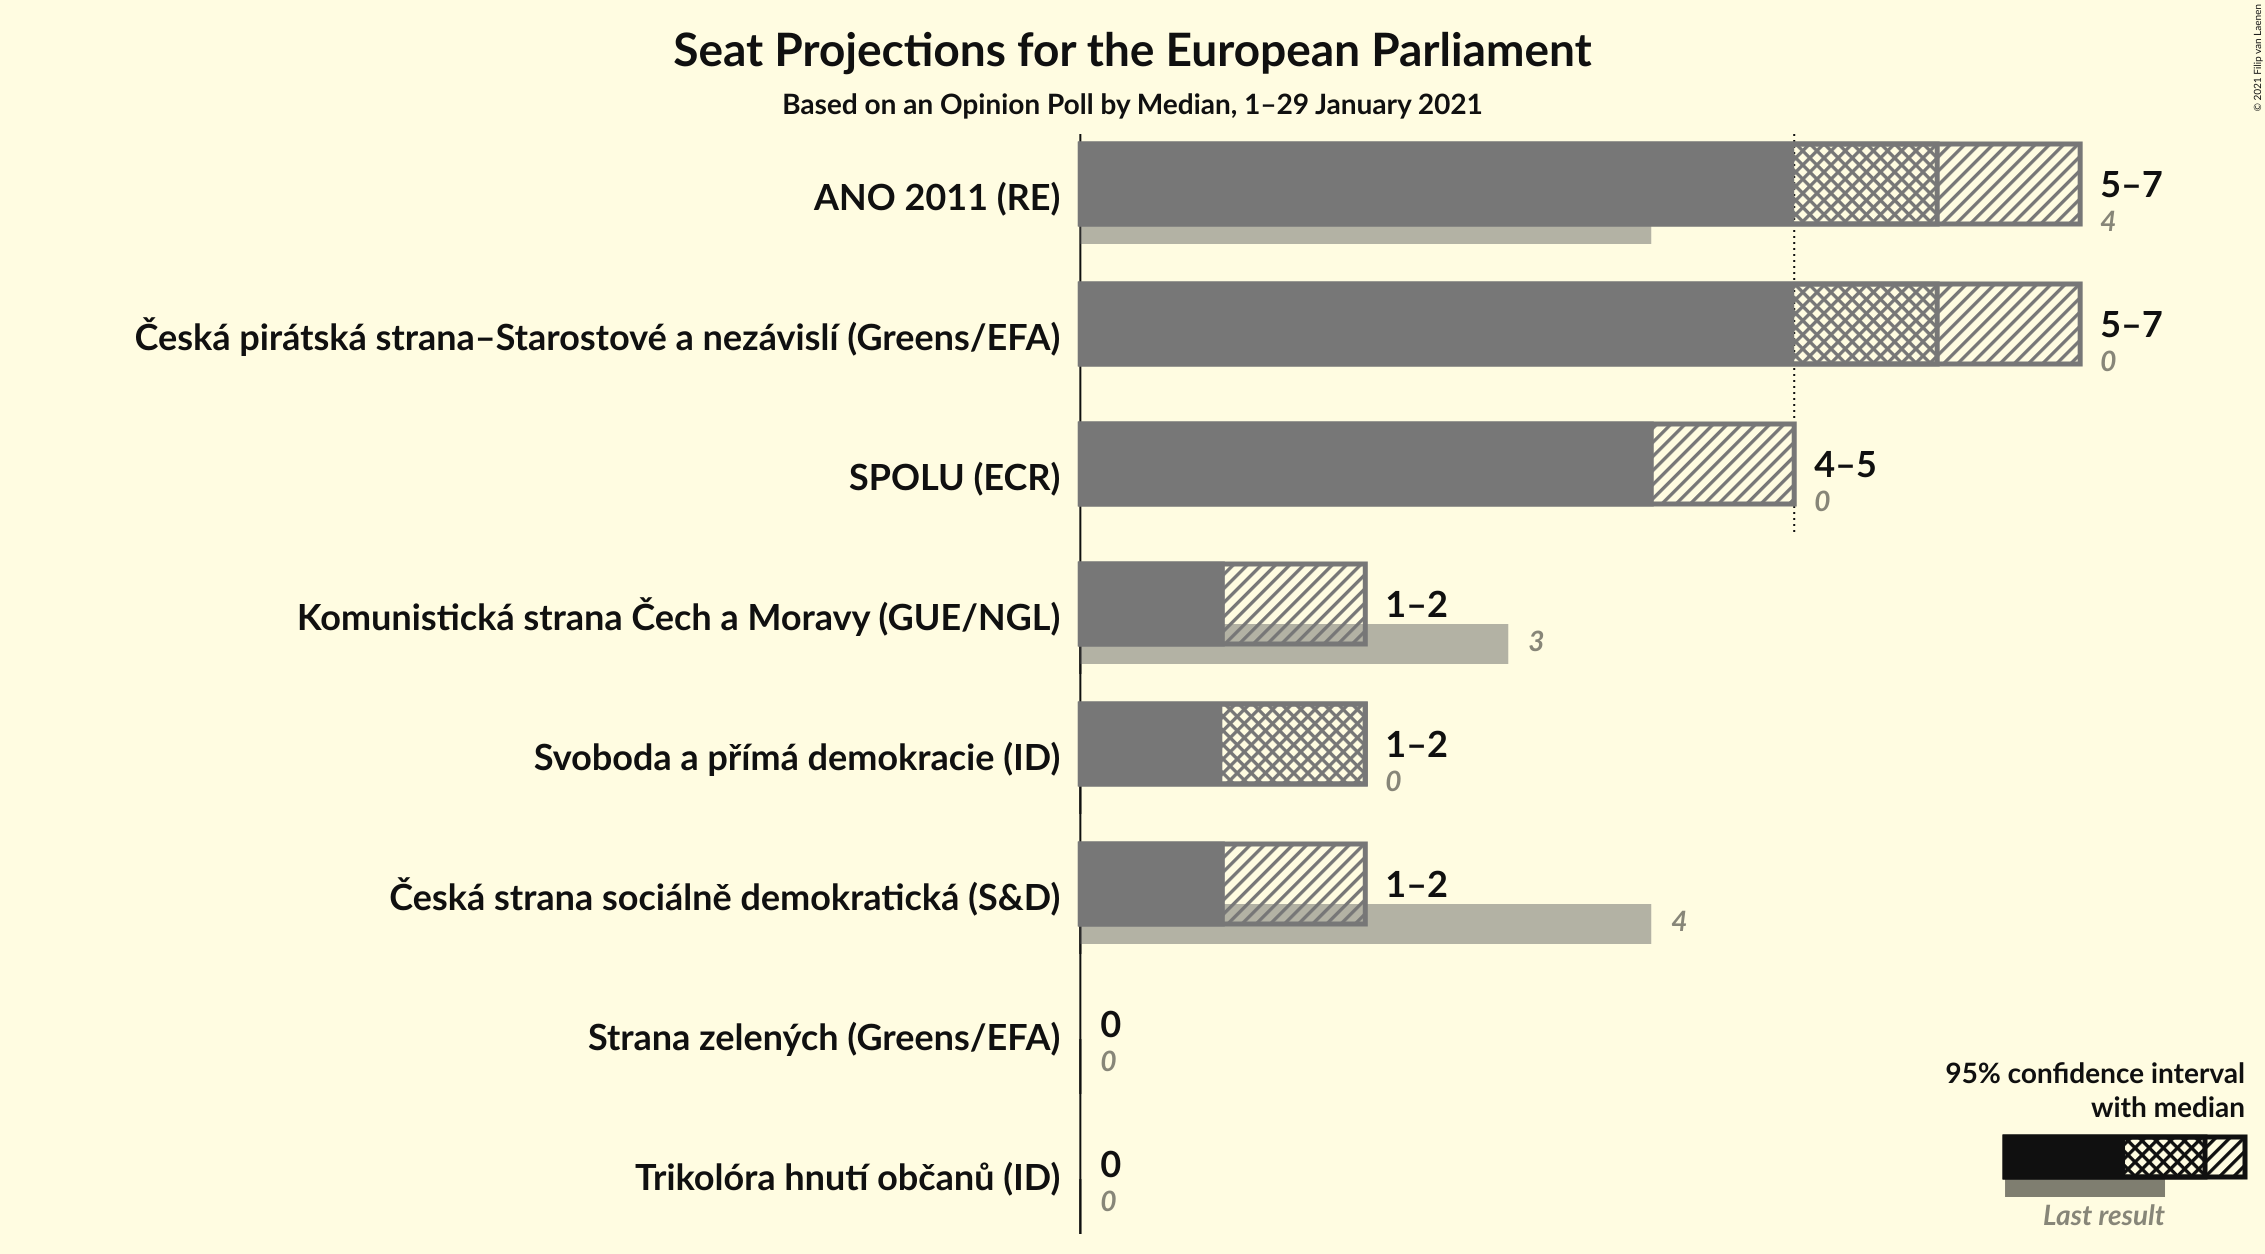 Seat Projections for the European Parliament
Based on an Opinion Poll by Median, 1–29 January 2021
© 2021 Filip van Laenen
ANO 2011 (RE)
5–7
4
Česká pirátská strana–Starostové a nezávislí (Greens/EFA)
5–7
0
SPOLU (ECR)
4–5
0
Komunistická strana Čech a Moravy (GUE/NGL)
1–2
3
Svoboda a přímá demokracie (ID)
1–2
0
Česká strana sociálně demokratická (S&D)
1–2
4
Strana zelených (Greens/EFA)
0
0
Trikolóra hnutí občanů (ID)
0
0
95% confidence interval
with median
Last result